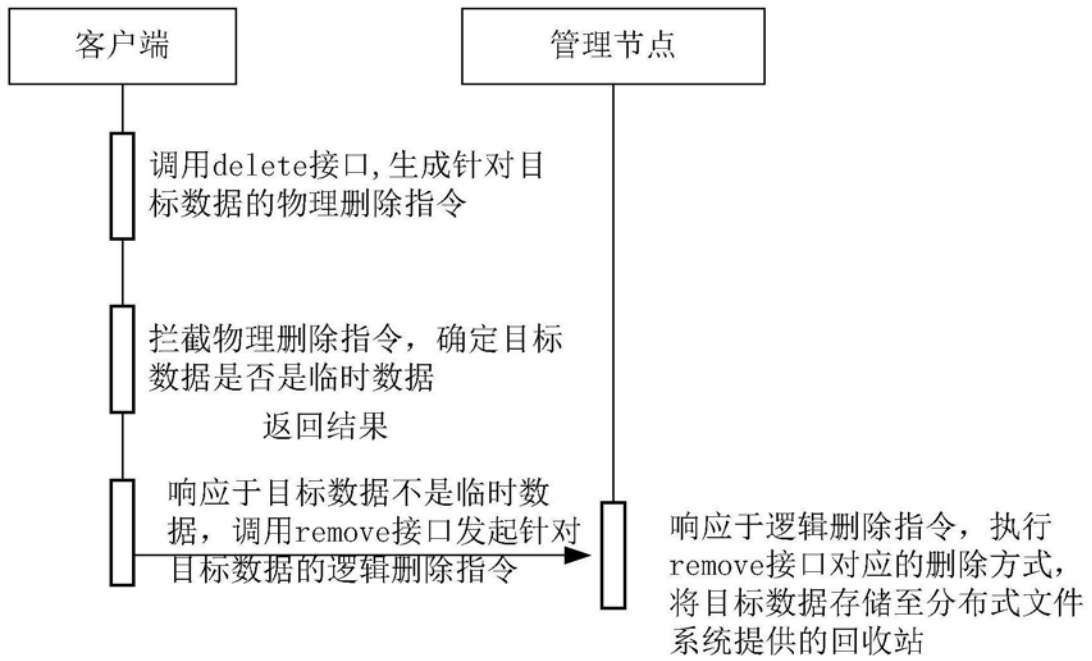 客户端
管理节点
调用delete接口,生成针对目
标数据的物理删除指令
拦截物理删除指令，确定目标
数据是否是临时数据
返回结果
响应于目标数据不是临时数
据，调用remove接口发起针对
目标数据的逻辑删除指令
响应于逻辑删除指令，执行
remove接口对应的删除方式，
将目标数据存储至分布式文件
系统提供的回收站